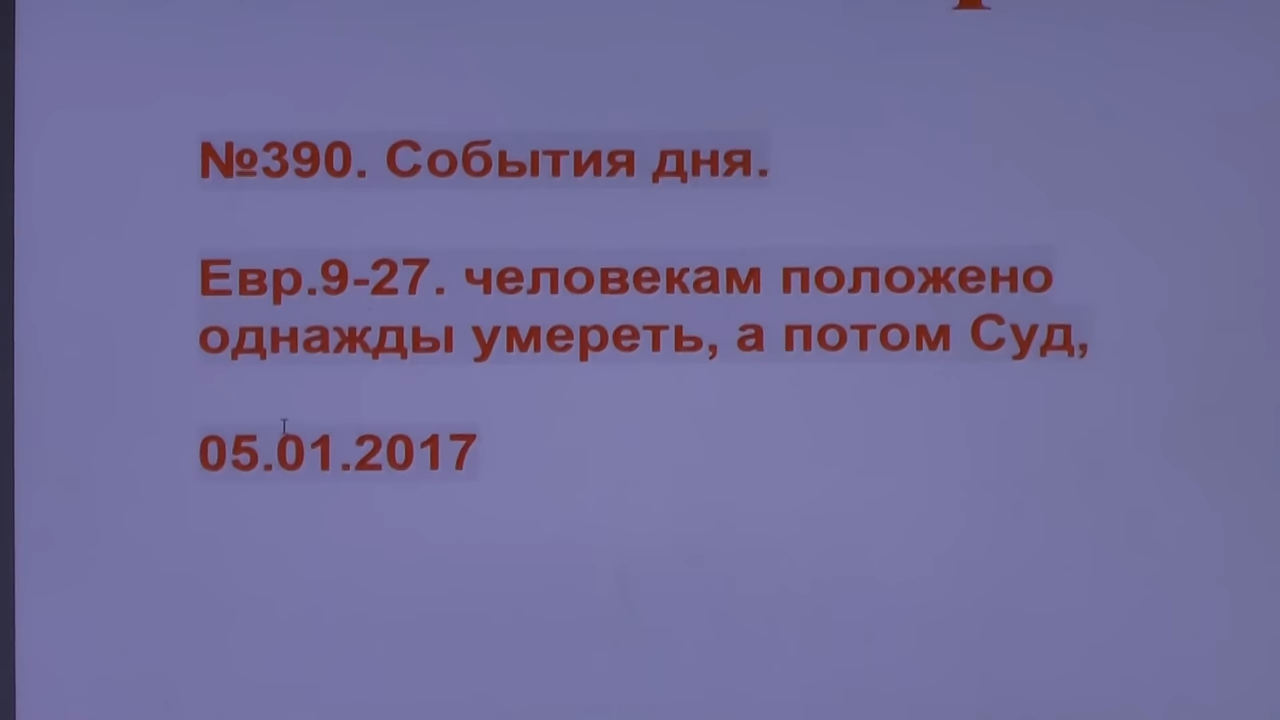 №390. События дня.
Евр.9-27. человекам положено
однажды умереть, а потом Суд,
05.01.2017